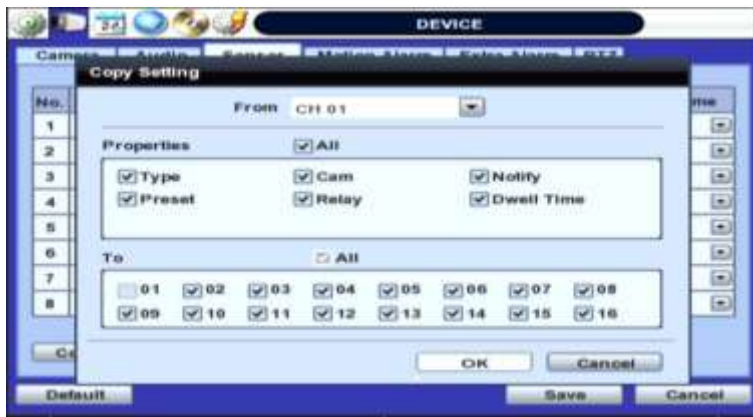 DEVICE
Copy Setting
From CH 01
No.
1
2
3
4
5
6
7
8
Properties All
Type Cam Notify
Preset Relay Dwell Time
To All
01 02 03 04 05 06 07 08
09 10 11 12 13 14 15 16
OK Cancel
Default Save Cancel